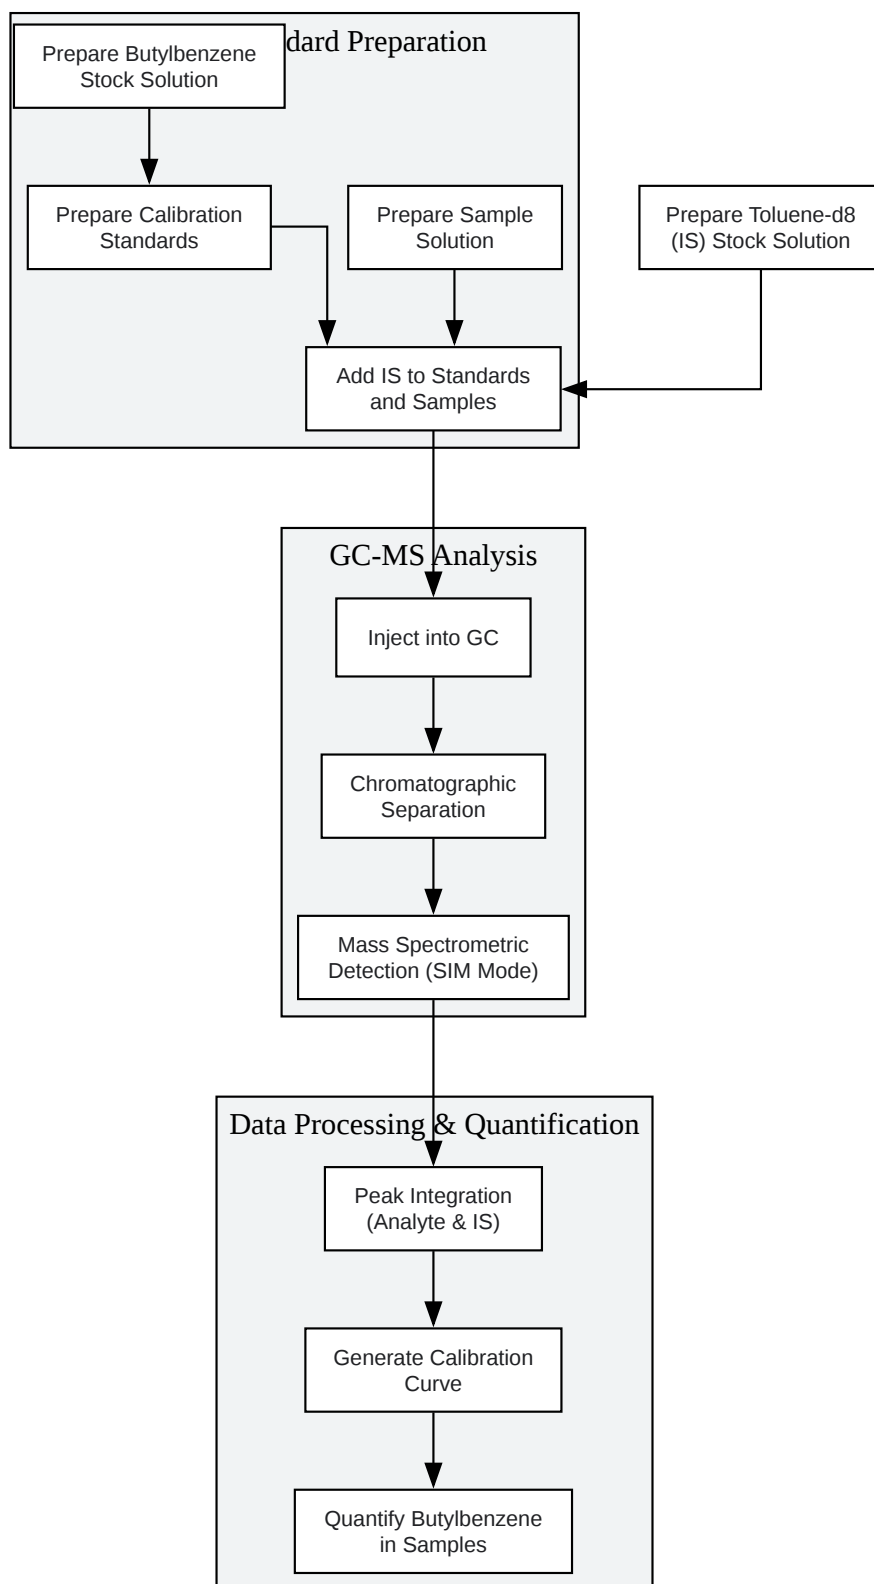 Preparation
Prepare Butylbenzene
Stock Solution
Prepare Calibration
Standards
Prepare Sample
Solution
Prepare Toluene-d8
(IS) Stock Solution
Add IS to Standards
and Samples
GC-MS Analysis
Inject into GC
Chromatographic
Separation
Mass Spectrometric
Detection (SIM Mode)
Data Processing & Quantification
Peak Integration
(Analyte & IS)
Generate Calibration
Curve
Quantify Butylbenzene
in Samples